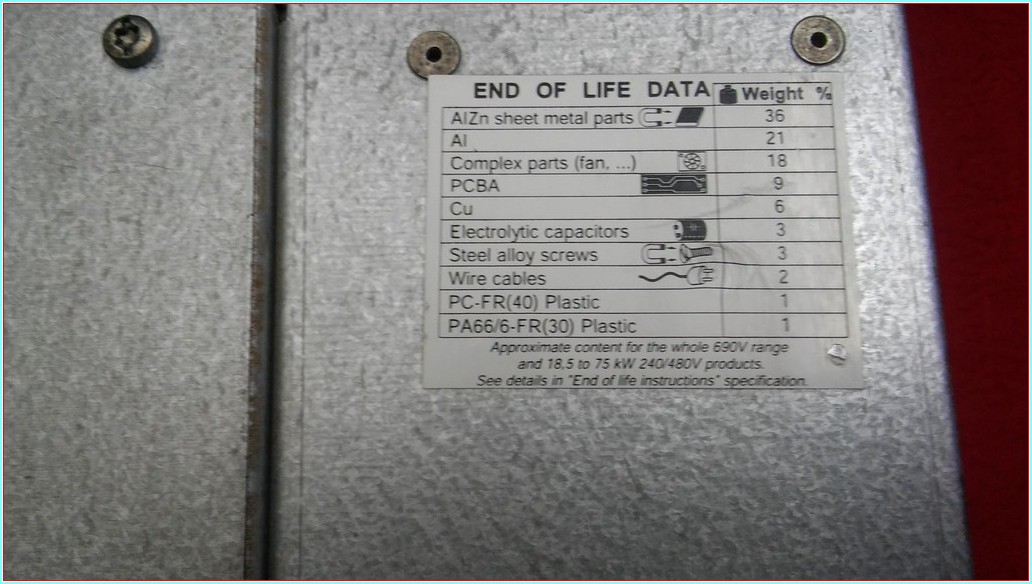 END OF LIFE DATA Weight %
AlZn sheet metal parts 36
Al 21
Complex parts (fan, ...) 18
PCBA 9
Cu 6
Electrolytic capacitors 3
Steel alloy screws 3
Wire cables 2
PC-FR(40) Plastic 1
PA66/6-FR(30) Plastic 1
Approximate content for the whole 690V range
and 18,5 to 75 kW 240/480V products.
See details in "End of life instructions" specification.